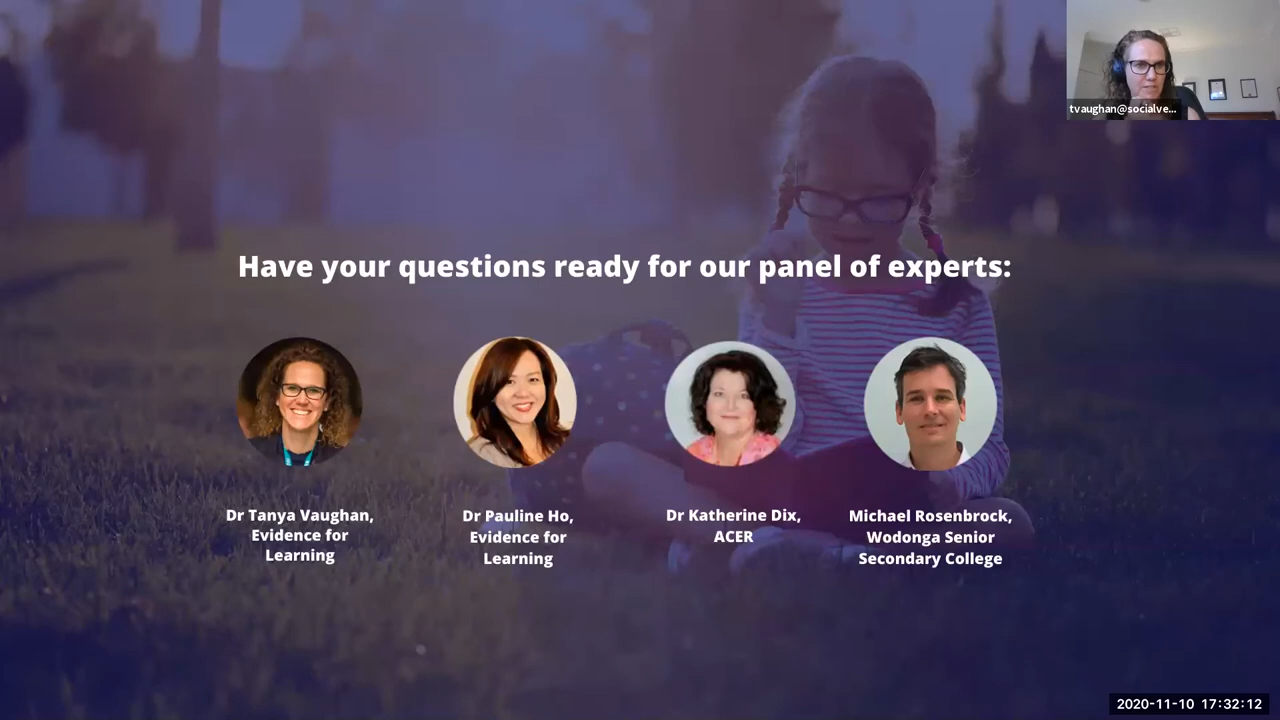 tvaughan@socialve...
Have your questions ready for our panel of experts:
Dr Tanya Vaughan,
Evidence for
Learning
Dr Pauline Ho,
Evidence for
Learning
Dr Katherine Dix,
ACER
Michael Rosenbrock,
Wodonga Senior
Secondary College
2020-11-10 17:32:12